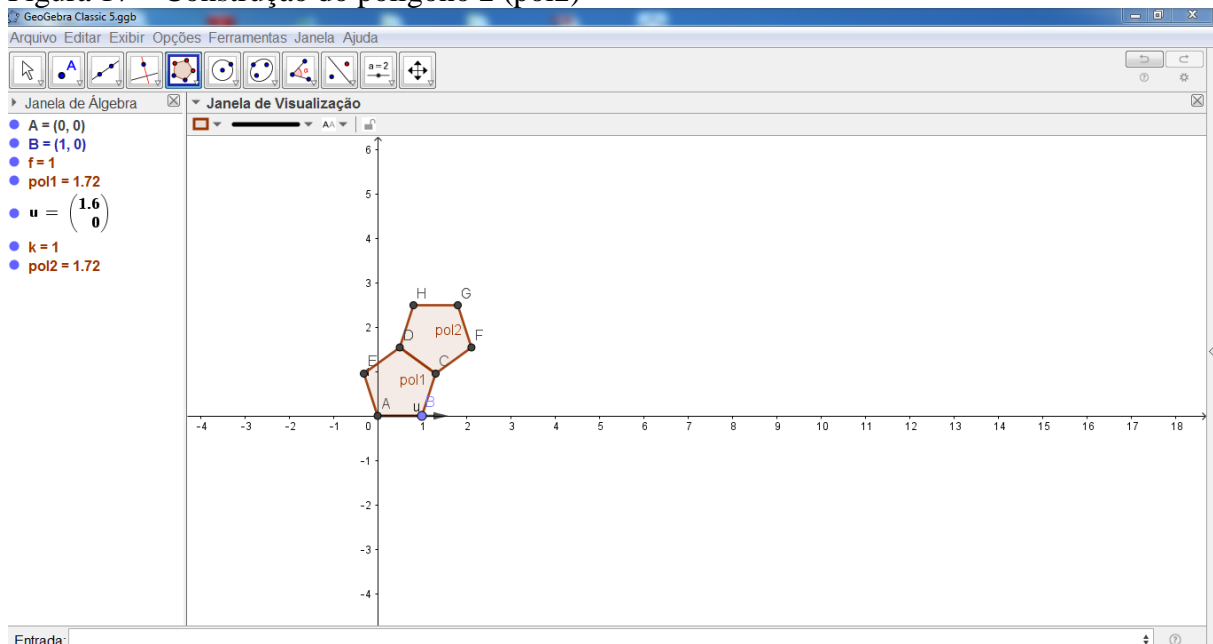 Figura 17 - Construção do polígono 2 (pol2)
GeoGebra Classic 5.ggb
Arquivo Editar Exibir Opções Ferramentas Janela Ajuda
A
a = 2
Janela de Álgebra
Janela de Visualização
AA
A = (0, 0)
B = (1, 0)
f = 1
pol1 = 1.72
u = (1.6
0)
k = 1
pol2 = 1.72
6
5
4
3
H G
2
D pol2 F
E C
pol1
A u B
-4 -3 -2 -1 0 1 2 3 4 5 6 7 8 9 10 11 12 13 14 15 16 17 18
-1
-2
-3
-4
Entrada: